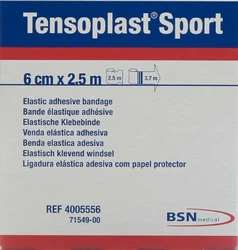 Tensoplast® Sport
6 cm x 2.5 m
2.5 m
3.7 m
Elastic adhesive bandage
Bande élastique adhésive
Elastische Klebebinde
Venda elástica adhesiva
Benda elastica adesiva
Elastisch klevend windsel
Ligadura elástica adesiva com papel protector
REF 4005556
71549-00
BSN medical